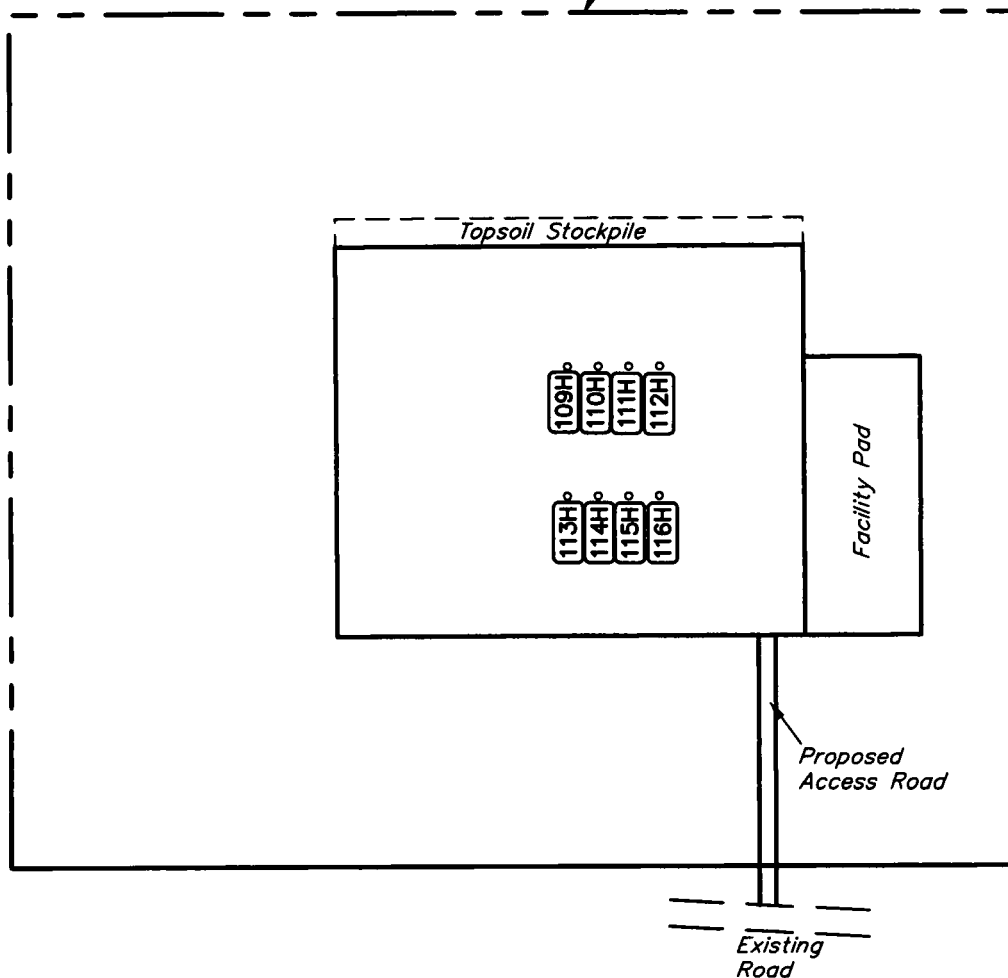 Topsoil Stockpile
109H
110H
111H
112H
113H
114H
115H
116H
Facility Pad
Proposed
Access Road
Existing
Road